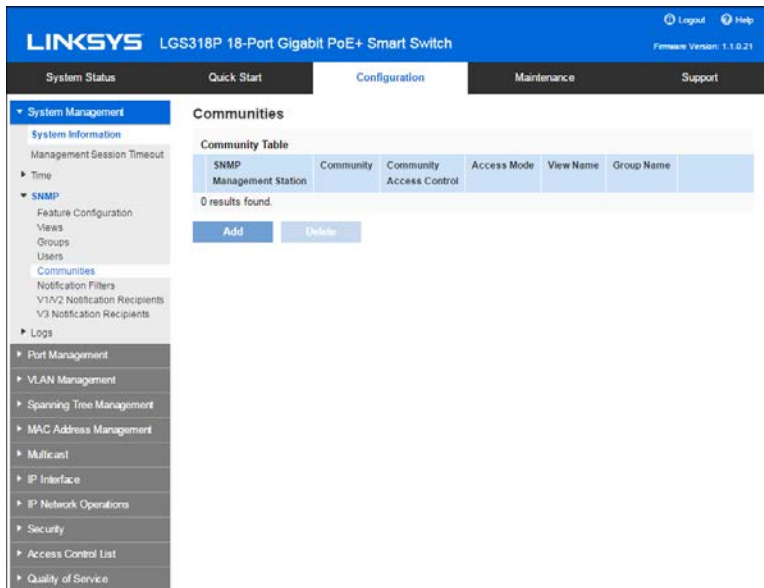 Logout Help
LINKSYS LGS318P 18-Port Gigabit PoE+ Smart Switch
Firmware Version: 1.1.0.21
System Status Quick Start Configuration Maintenance Support
System Management
System Information
Management Session Timeout
Time
SNMP
Feature Configuration
Views
Groups
Users
Communities
Notification Filters
V1/V2 Notification Recipients
V3 Notification Recipients
Logs
Port Management
VLAN Management
Spanning Tree Management
MAC Address Management
Multicast
IP Interface
IP Network Operations
Security
Access Control List
Quality of Service
Communities
Community Table
SNMP Management Station Community Community Access Control Access Mode View Name Group Name
0 results found.
Add Delete